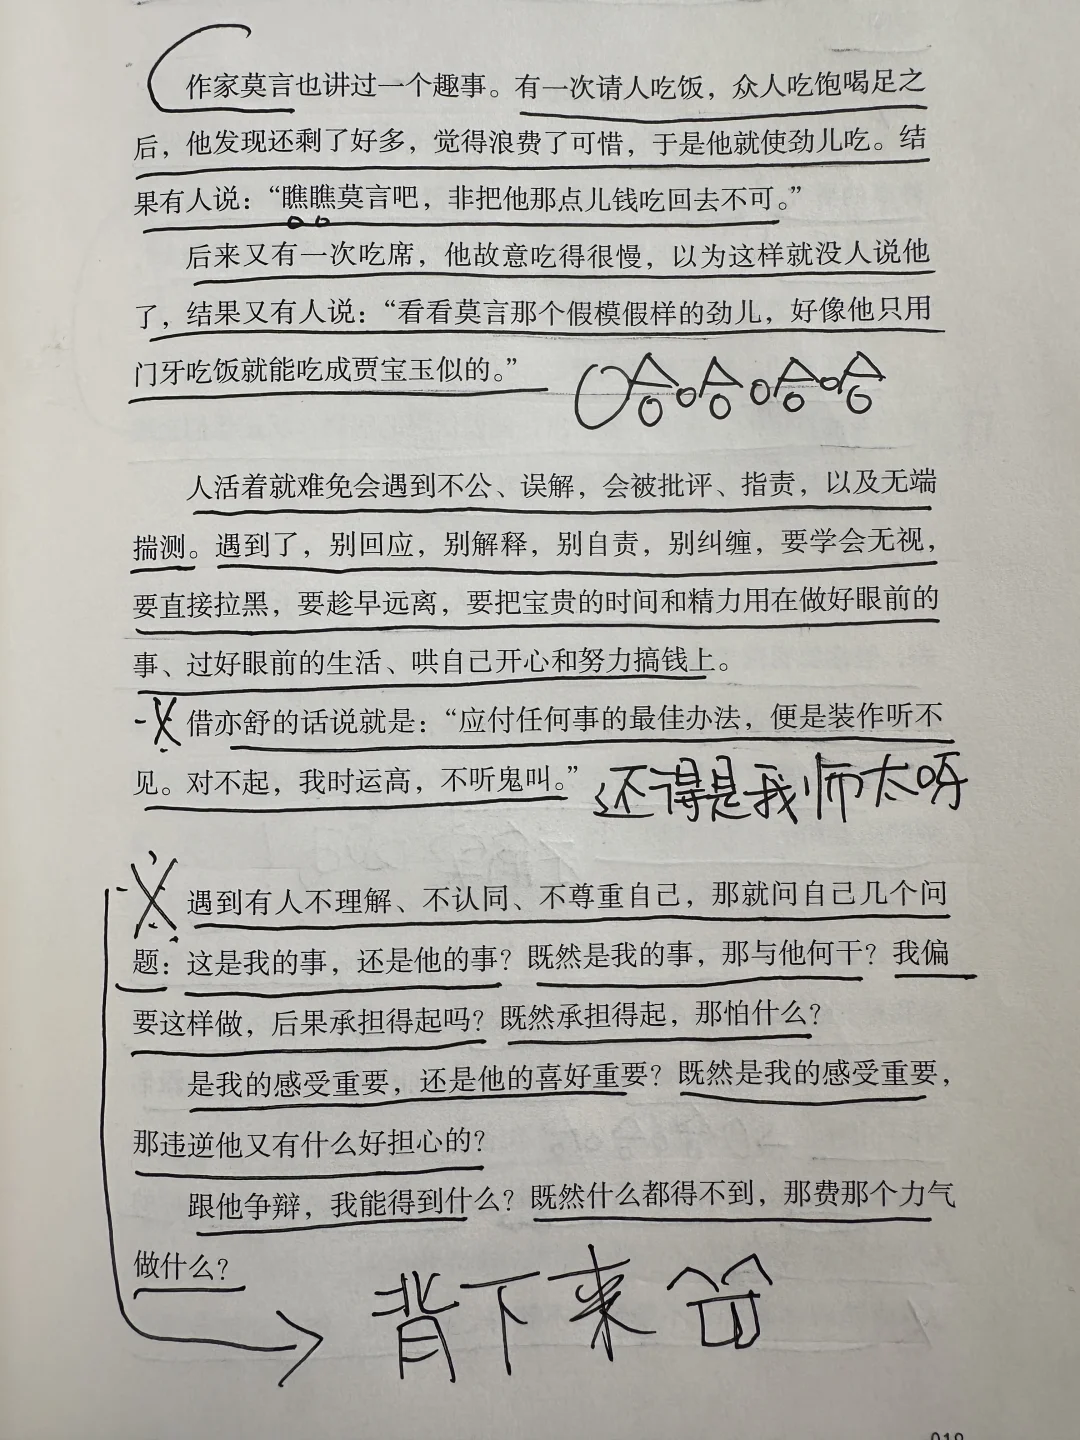 作家莫言也讲过一个趣事。有一次请人吃饭，众人吃饱喝足之
后，他发现还剩了好多，觉得浪费了可惜，于是他就使劲儿吃。结
果有人说：“瞧瞧莫言吧，非把他那点儿钱吃回去不可。”
后来又有一次吃席，他故意吃得很慢，以为这样就没人说他
了，结果又有人说：“看看莫言那个假模假样的劲儿，好像他只用
门牙吃饭就能吃成贾宝玉似的。”
人活着就难免会遇到不公、误解，会被批评、指责，以及无端
揣测。遇到了，别回应，别解释，别自责，别纠缠，要学会无视，
要直接拉黑，要趁早远离，要把宝贵的时间和精力用在做好眼前的
事、过好眼前的生活、哄自己开心和努力搞钱上。
借亦舒的话说就是：“应付任何事的最佳办法，便是装作听不
见。对不起，我时运高，不听鬼叫。”
还得是我师太呀
遇到有人不理解、不认同、不尊重自己，那就问自己几个问
题：这是我的事，还是他的事？既然是我的事，那与他何干？我偏
要这样做，后果承担得起吗？既然承担得起，那怕什么？
是我的感受重要，还是他的喜好重要？既然是我的感受重要，
那违逆他又有什么好担心的？
跟他争辩，我能得到什么？既然什么都得不到，那费那个力气
做什么？
背下来